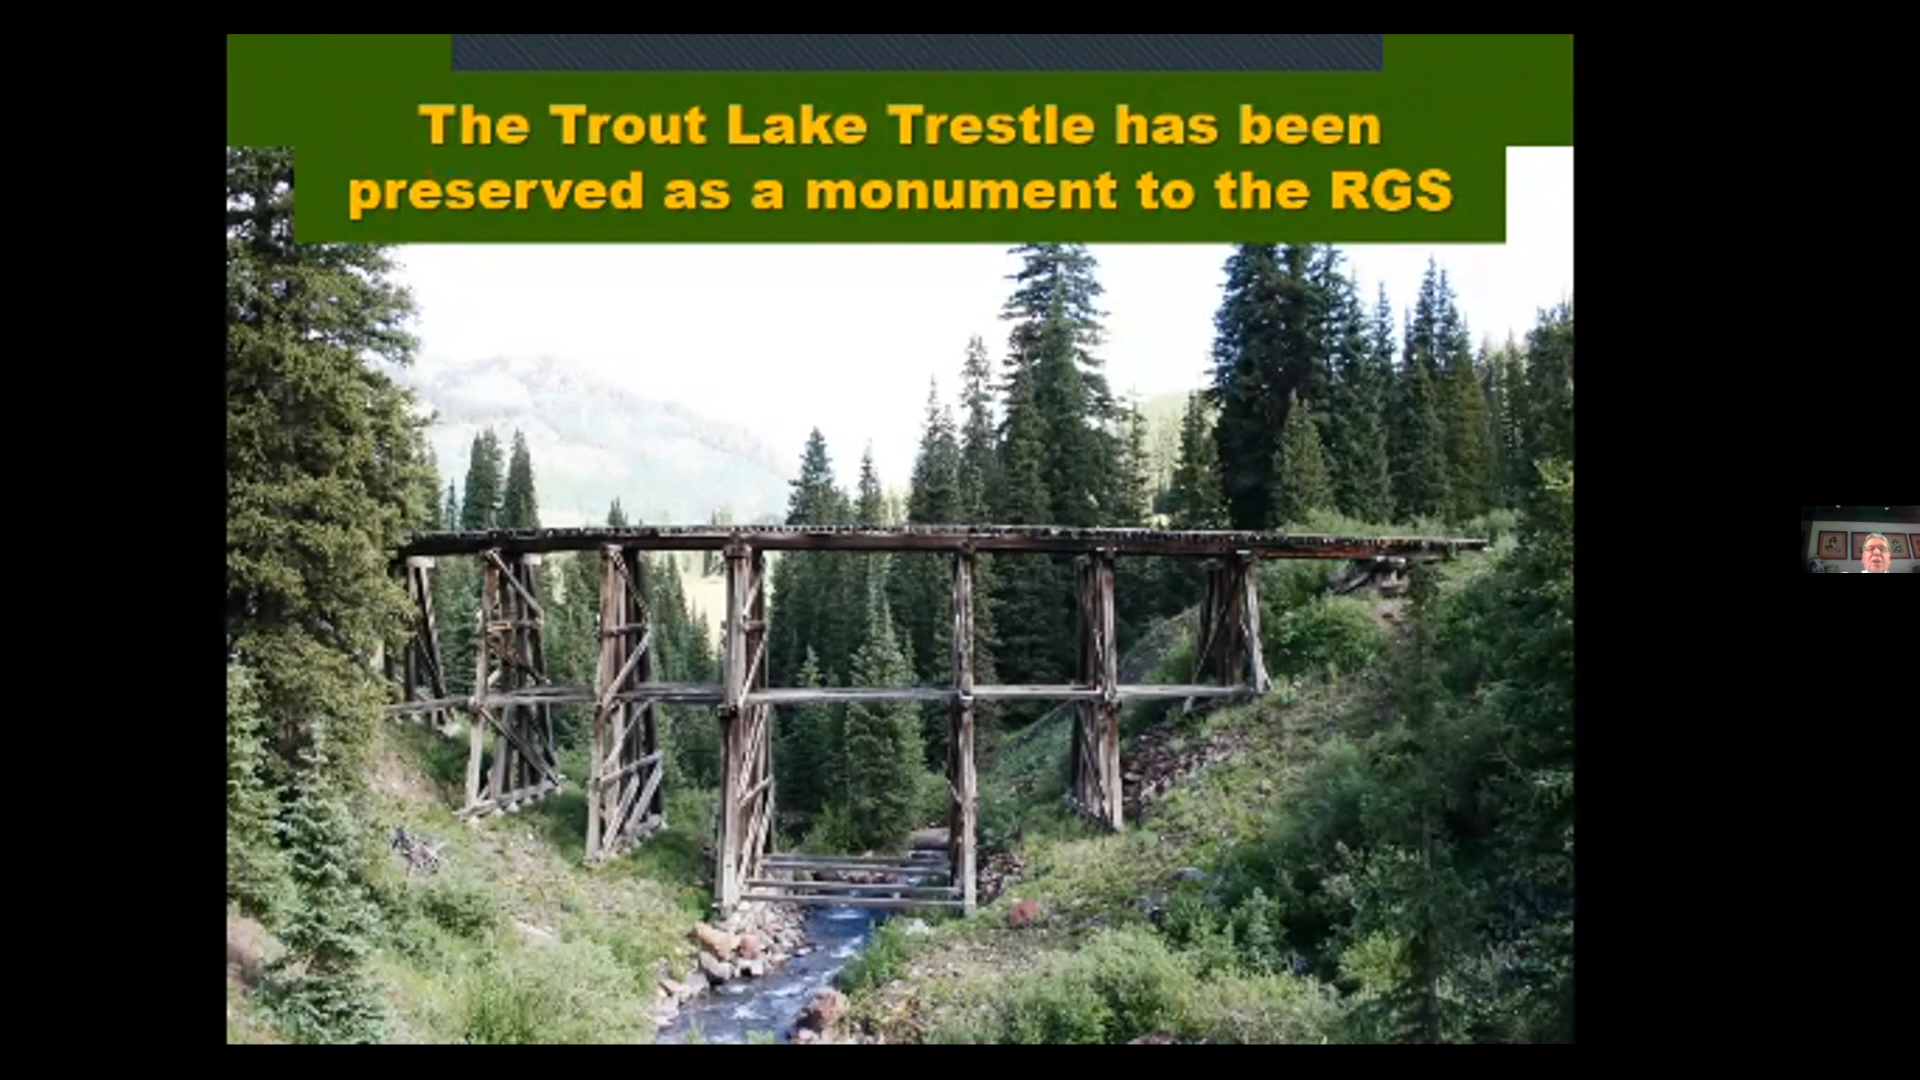 The Trout Lake Trestle has been
preserved as a monument to the RGS